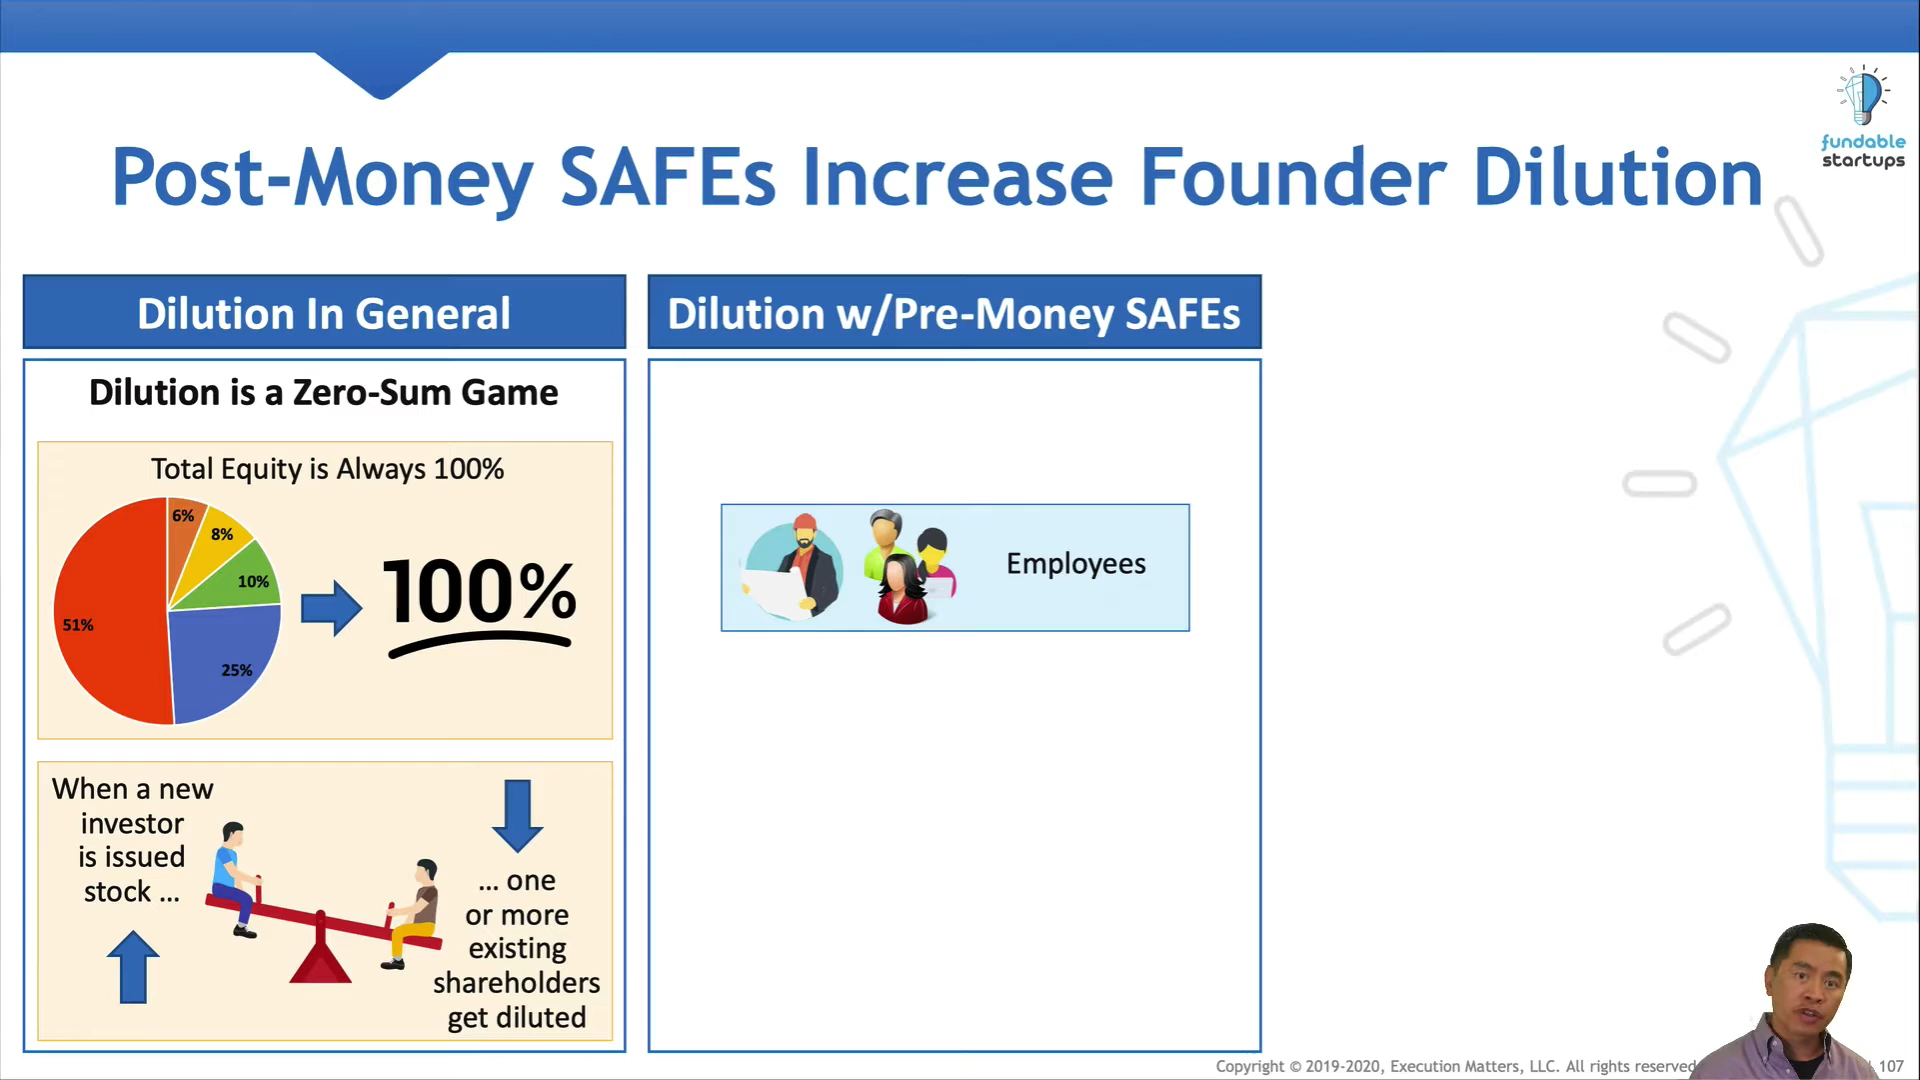 fundable
startups
Post-Money SAFEs Increase Founder Dilution
Dilution In General
Dilution is a Zero-Sum Game
Total Equity is Always 100%
6%
8%
10%
51%
25%
100%
When a new
investor
is issued
stock ...
... one
or more
existing
shareholders
get diluted
Dilution w/Pre-Money SAFEs
Employees
Copyright © 2019-2020, Execution Matters, LLC. All rights reserved
107